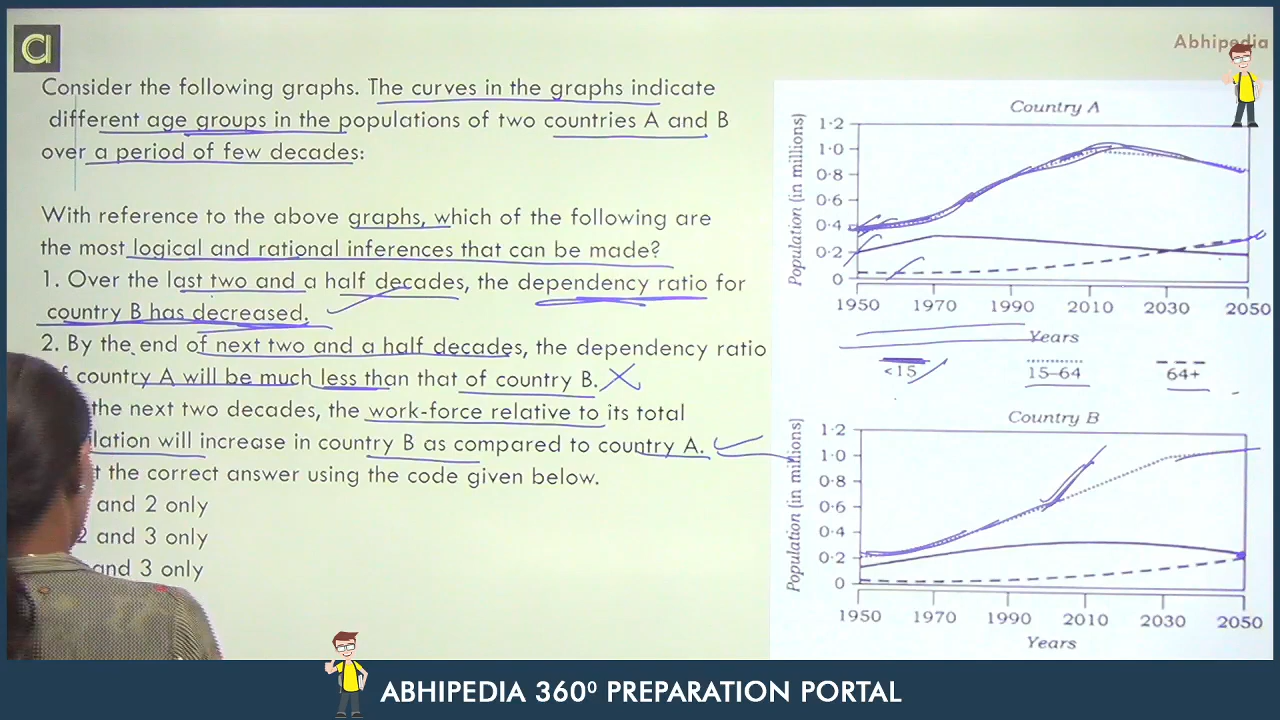 Abhipedia
Consider the following graphs. The curves in the graphs indicate
different age groups in the populations of two countries A and B
over a period of few decades:
With reference to the above graphs, which of the following are
the most logical and rational inferences that can be made?
1. Over the last two and a half decades, the dependency ratio for
country B has decreased.
2. By the end of next two and a half decades, the dependency ratio
country A will be much less than that of country B.
the next two decades, the work-force relative to its total
will increase in country B as compared to country A.
the correct answer using the code given below.
and 2 only
2 and 3 only
and 3 only
Country A
Population (in millions)
1·2
1·0
0·8
0·6
0·4
0·2
0
1950 1970 1990 2010 2030 2050
Years
<15 15–64 64+
Country B
Population (in millions)
1·2
1·0
0·8
0·6
0·4
0·2
0
1950 1970 1990 2010 2030 2050
Years
ABHIPEDIA 360⁰ PREPARATION PORTAL